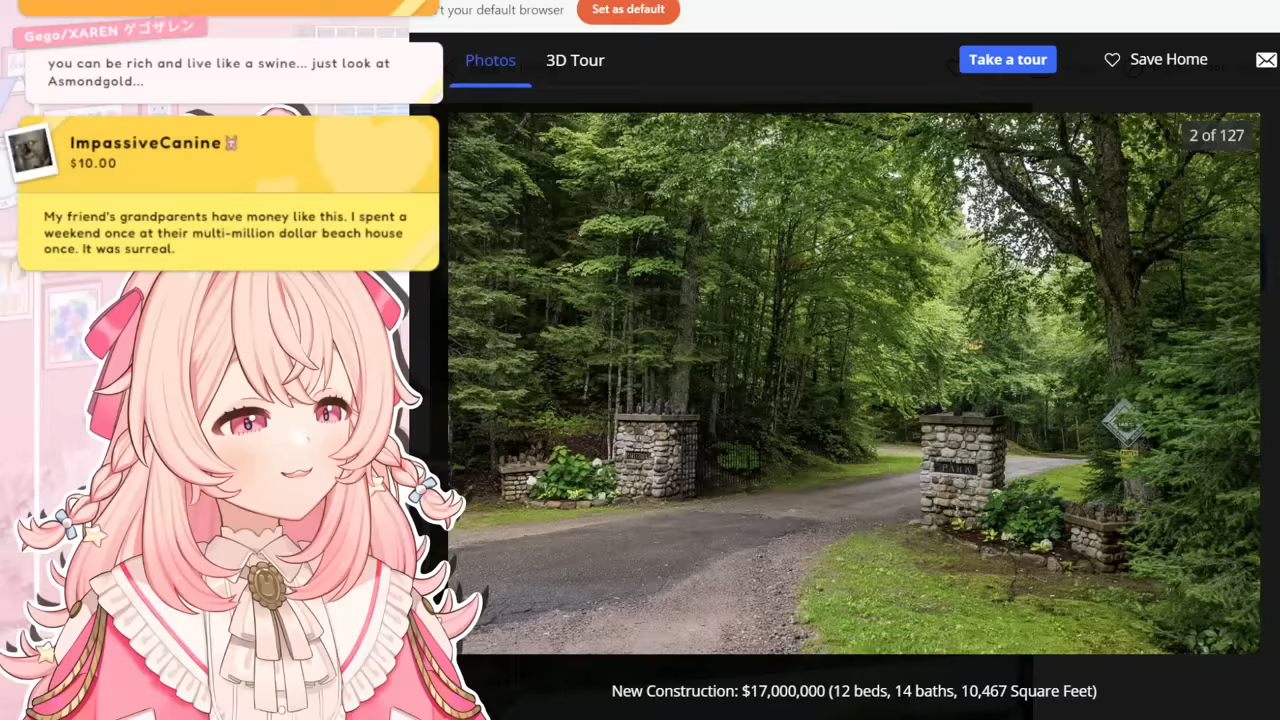 rt your default browser
Set as default
Gego/XAREN ゲゴザレン
you can be rich and live like a swine... just look at
Asmondgold...
ImpassiveCanine
$10.00
My friend's grandparents have money like this. I spent a
weekend once at their multi-million dollar beach house
once. It was surreal.
Photos
3D Tour
Take a tour
Save Home
2 of 127
PARK
New Construction: $17,000,000 (12 beds, 14 baths, 10,467 Square Feet)